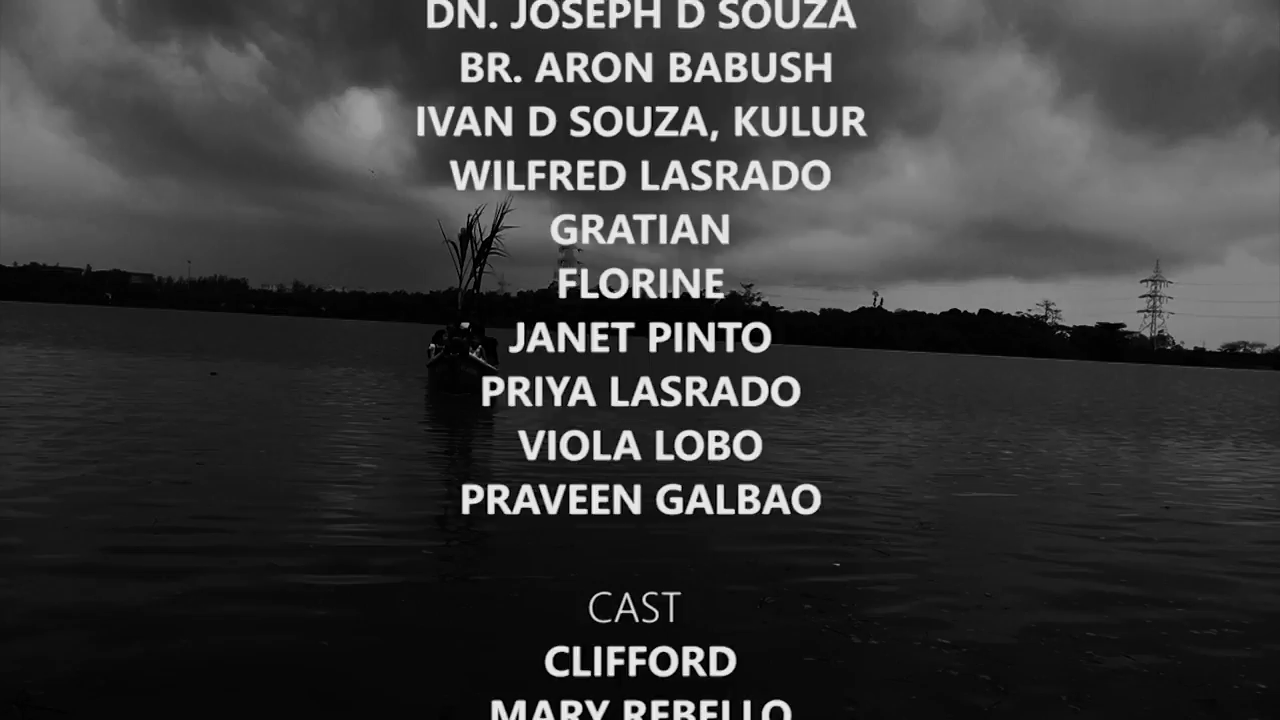 DN. JOSEPH D SOUZA
BR. ARON BABUSH
IVAN D SOUZA, KULUR
WILFRED LASRADO
GRATIAN
FLORINE
JANET PINTO
PRIYA LASRADO
VIOLA LOBO
PRAVEEN GALBAO
CAST
CLIFFORD
MARY REBELLO